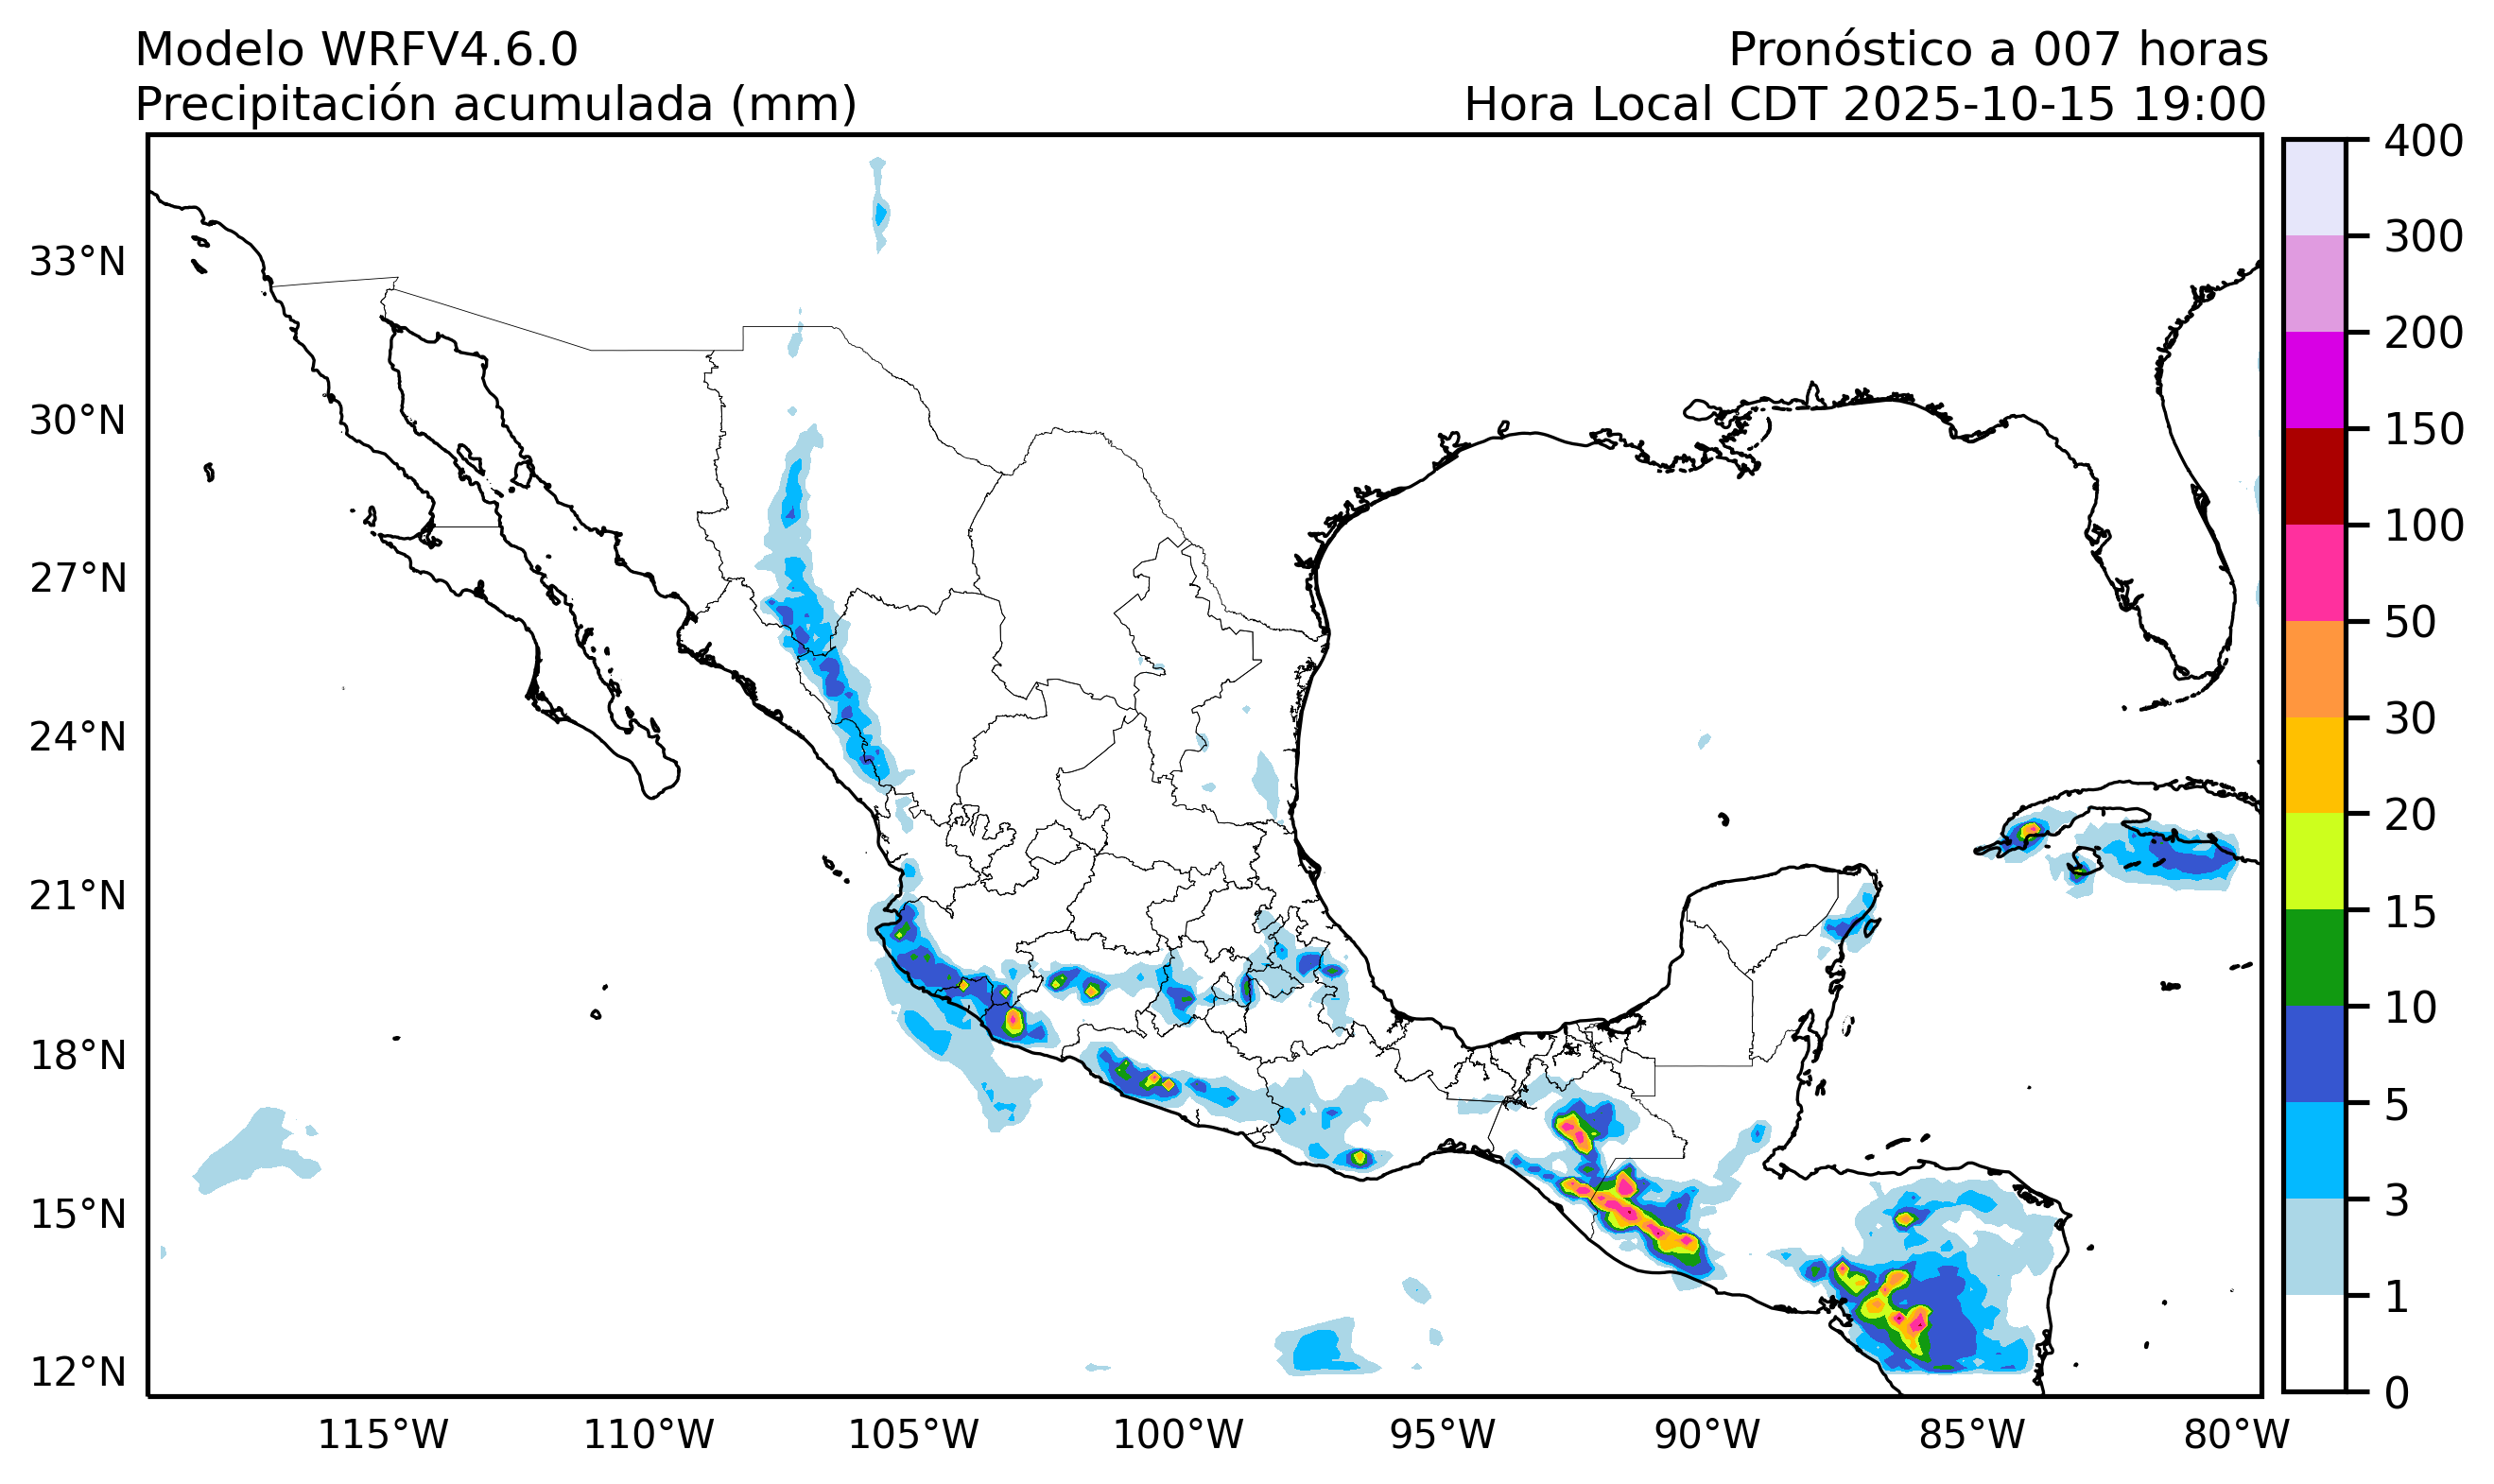 Modelo WRFV4.6.0
Pronóstico a 007 horas
Precipitación acumulada (mm)
Hora Local CDT 2025-10-15 19:00
33°N
30°N
27°N
24°N
21°N
18°N
15°N
12°N
115°W
110°W
105°W
100°W
95°W
90°W
85°W
80°W
400
300
200
150
100
50
30
20
15
10
5
3
1
0